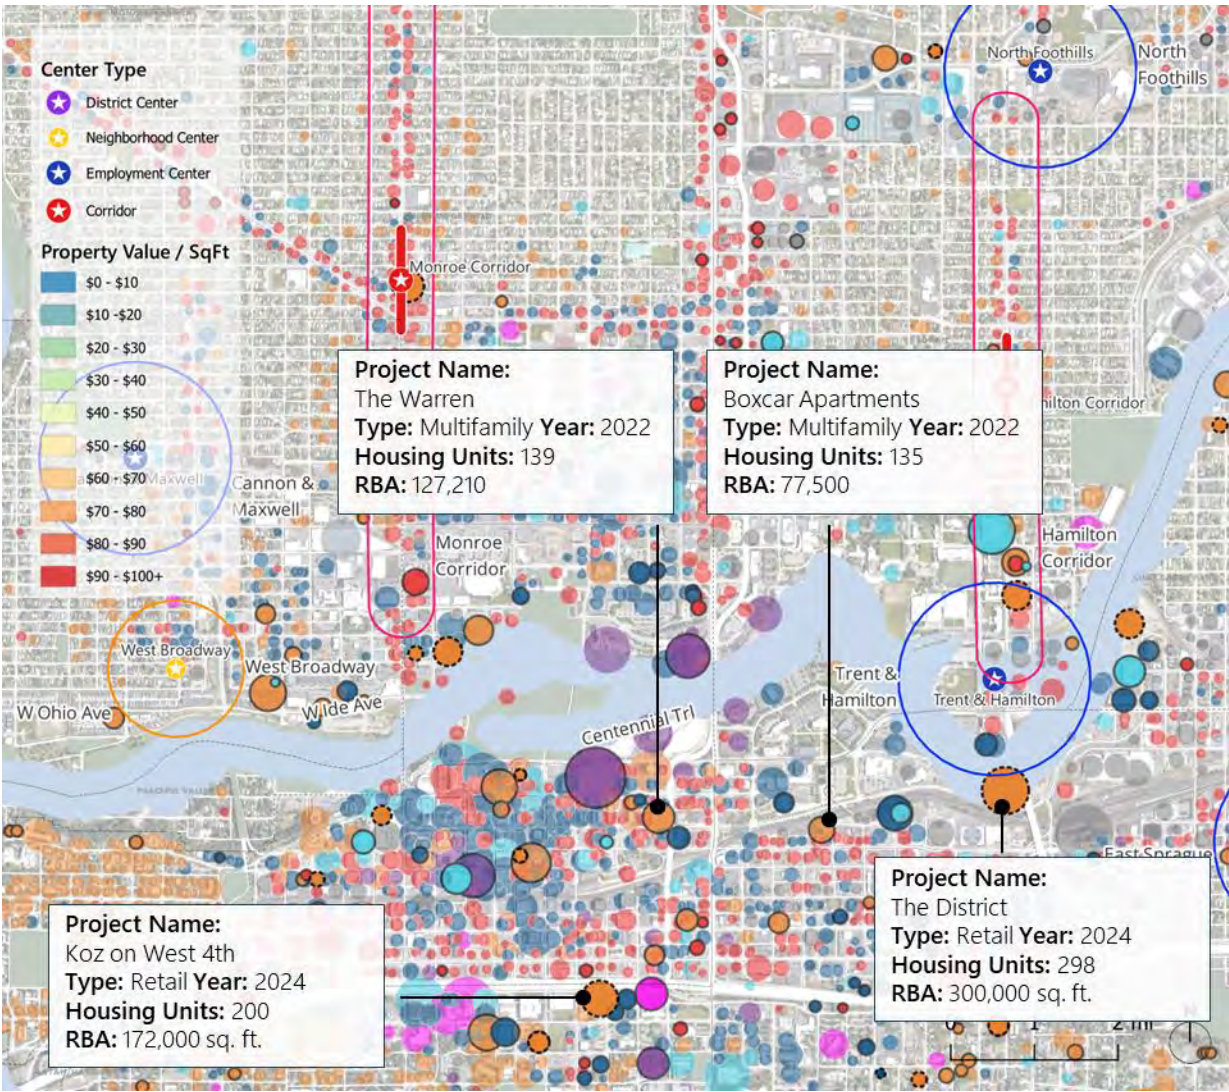 North Foothills
North
Foothills
Center Type
District Center
Neighborhood Center
Employment Center
Corridor
Property Value / SqFt
$0 - $10
$10 -$20
$20 - $30
$30 - $40
$40 - $50
$50 - $60
$60 - $70
$70 - $80
$80 - $90
$90 - $100+
Monroe Corridor
Project Name:
The Warren
Type: Multifamily Year: 2022
Housing Units: 139
RBA: 127,210
Project Name:
Boxcar Apartments
Type: Multifamily Year: 2022
Housing Units: 135
RBA: 77,500
milton Corridor
Maxwell
Cannon &
Maxwell
Monroe
Corridor
Hamilton
Corridor
West Broadway
West Broadway
W Ohio Ave
W Ide Ave
Centennial Trl
Trent &
Hamilton
Trent & Hamilton
East Sprague
Project Name:
Koz on West 4th
Type: Retail Year: 2024
Housing Units: 200
RBA: 172,000 sq. ft.
Project Name:
The District
Type: Retail Year: 2024
Housing Units: 298
RBA: 300,000 sq. ft.
N
0 1 2 mi